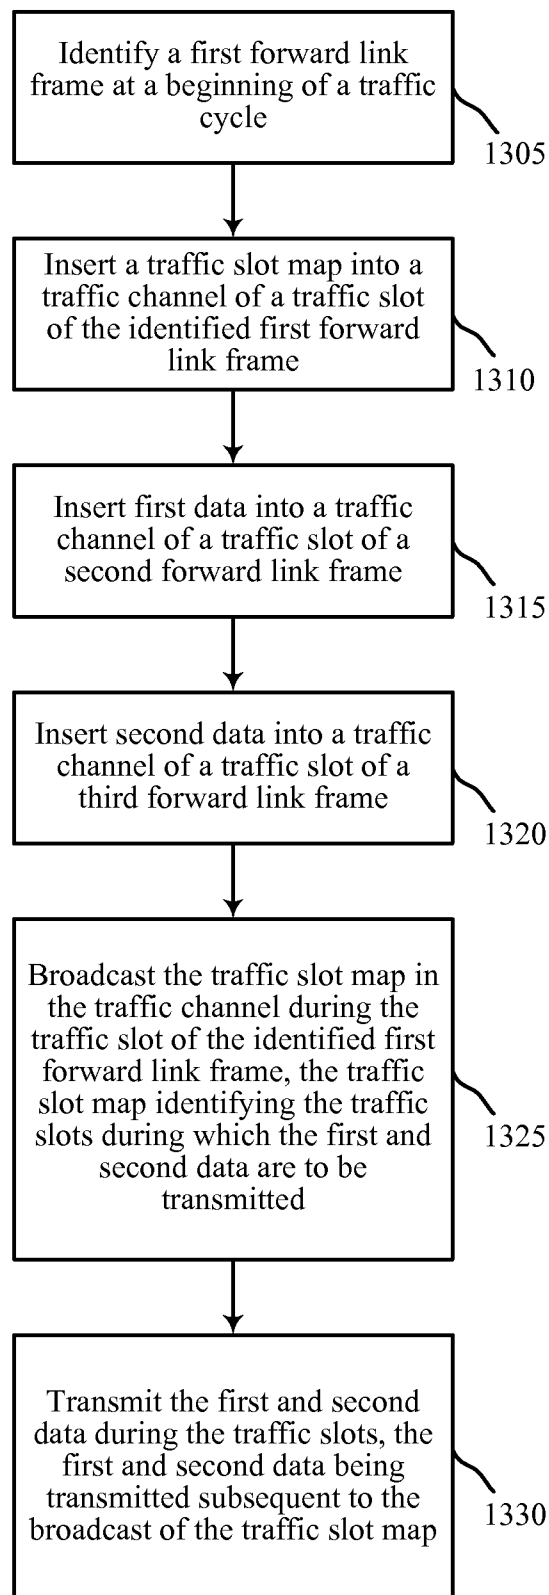 Identify a first forward link
frame at a beginning of a traffic
cycle
1305
Insert a traffic slot map into a
traffic channel of a traffic slot
of the identified first forward
link frame
1310
Insert first data into a traffic
channel of a traffic slot of a
second forward link frame
1315
Insert second data into a traffic
channel of a traffic slot of a
third forward link frame
1320
Broadcast the traffic slot map in
the traffic channel during the
traffic slot of the identified first
forward link frame, the traffic
slot map identifying the traffic
slots during which the first and
second data are to be
transmitted
1325
Transmit the first and second
data during the traffic slots, the
first and second data being
transmitted subsequent to the
broadcast of the traffic slot map
1330